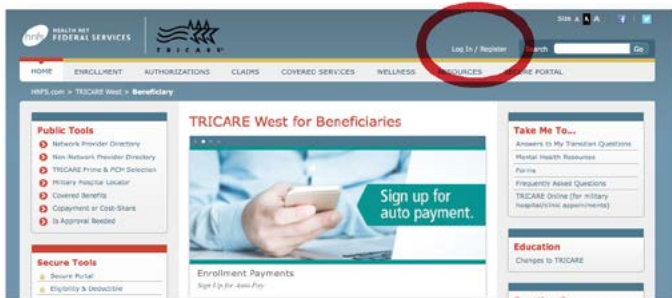 HEALTH NET
FEDERAL SERVICES
hnfs
TRICARE
Size A A A
Log In / Register
Search
Go
HOME ENROLLMENT AUTHORIZATIONS CLAIMS COVERED SERVICES WELLNESS RESOURCES SECURE PORTAL
HNFS.com > TRICARE West > Beneficiary
Public Tools
Network Provider Directory
Non-Network Provider Directory
TRICARE Prime & PCM Selection
Military Hospital Locator
Covered Benefits
Copayment or Cost-Share
Is Approval Needed
Secure Tools
Secure Portal
Eligibility & Deductible
TRICARE West for Beneficiaries
Sign up for
auto payment.
Enrollment Payments
Sign Up for Auto Pay
Take Me To...
Answers to My Transition Questions
Mental Health Resources
Forms
Frequently Asked Questions
TRICARE Online (for military
hospital/clinic appointments)
Education
Changes to TRICARE